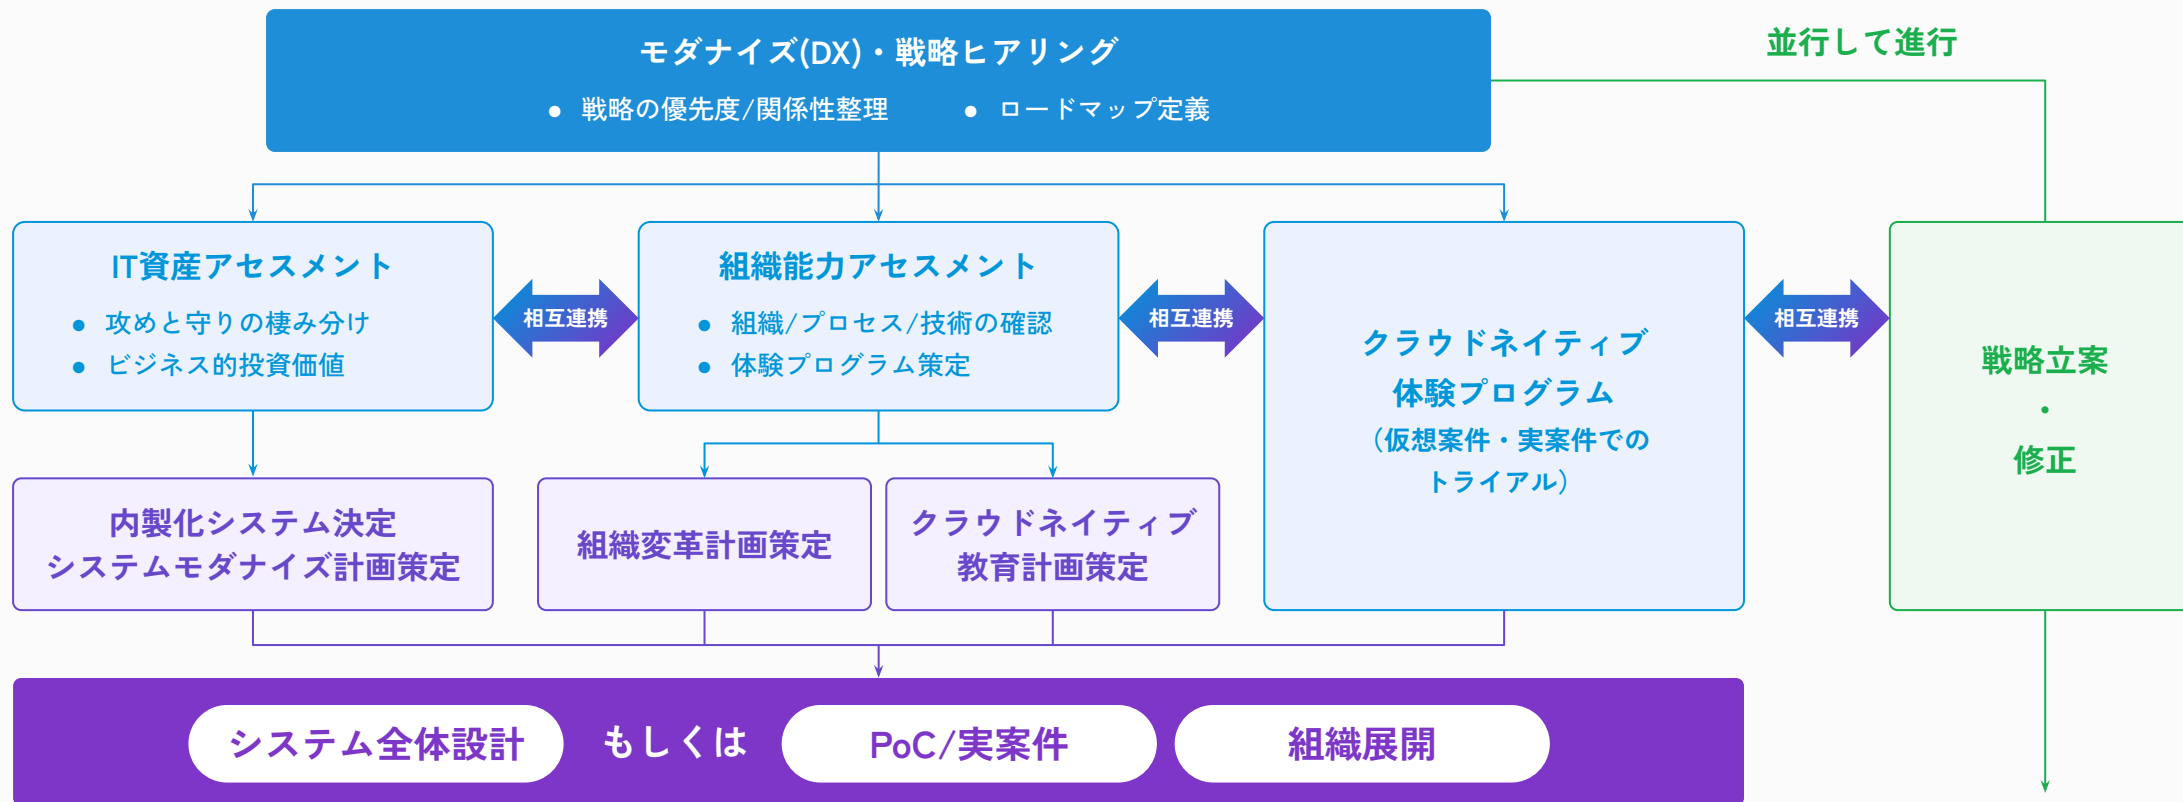 モダナイズ(DX)・戦略ヒアリング
● 戦略の優先度/関係性整理
● ロードマップ定義
並行して進行
IT資産アセスメント
● 攻めと守りの棲み分け
● ビジネス的投資価値
相互連携
組織能力アセスメント
● 組織/プロセス/技術の確認
● 体験プログラム策定
相互連携
クラウドネイティブ
体験プログラム
（仮想案件・実案件での
トライアル）
相互連携
戦略立案
・
修正
内製化システム決定
システムモダナイズ計画策定
組織変革計画策定
クラウドネイティブ
教育計画策定
システム全体設計
もしくは
PoC/実案件
組織展開